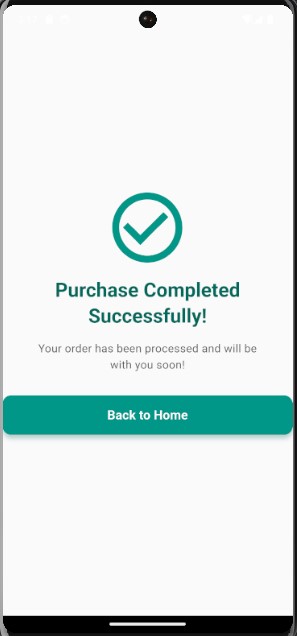 Purchase Completed
Successfully!
Your order has been processed and will be
with you soon!
Back to Home